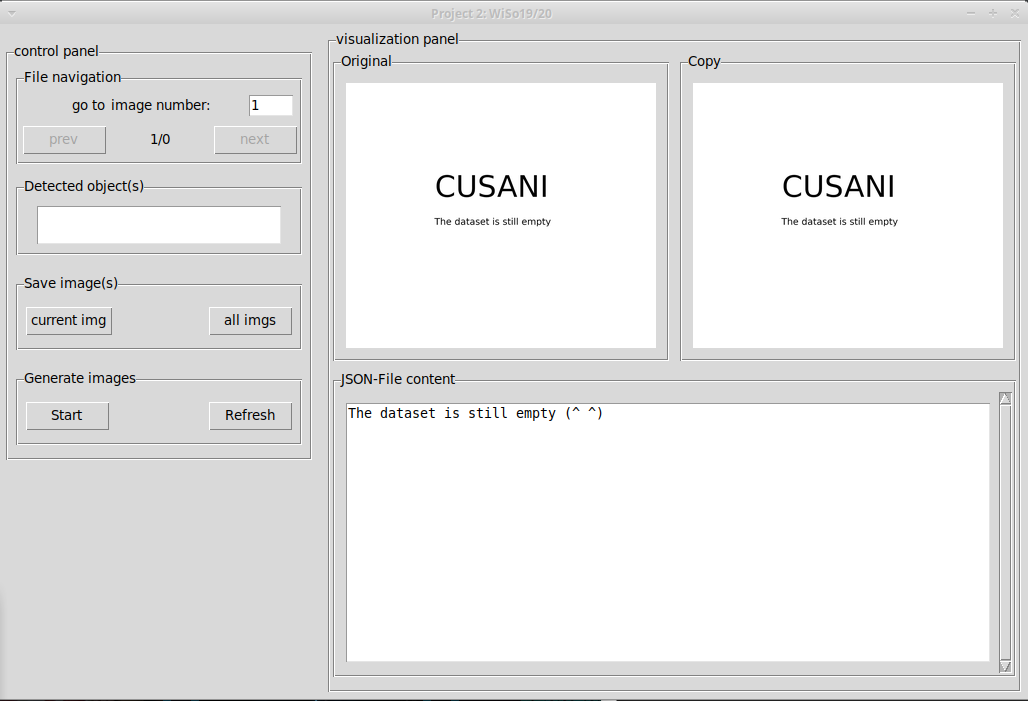 Project 2: WiSo19/20
control panel
File navigation
go to image number: 1
prev 1/0 next
Detected object(s)
Save image(s)
current img all imgs
Generate images
Start Refresh
visualization panel
Original
CUSANI
The dataset is still empty
Copy
CUSANI
The dataset is still empty
JSON-File content
The dataset is still empty (^ ^)